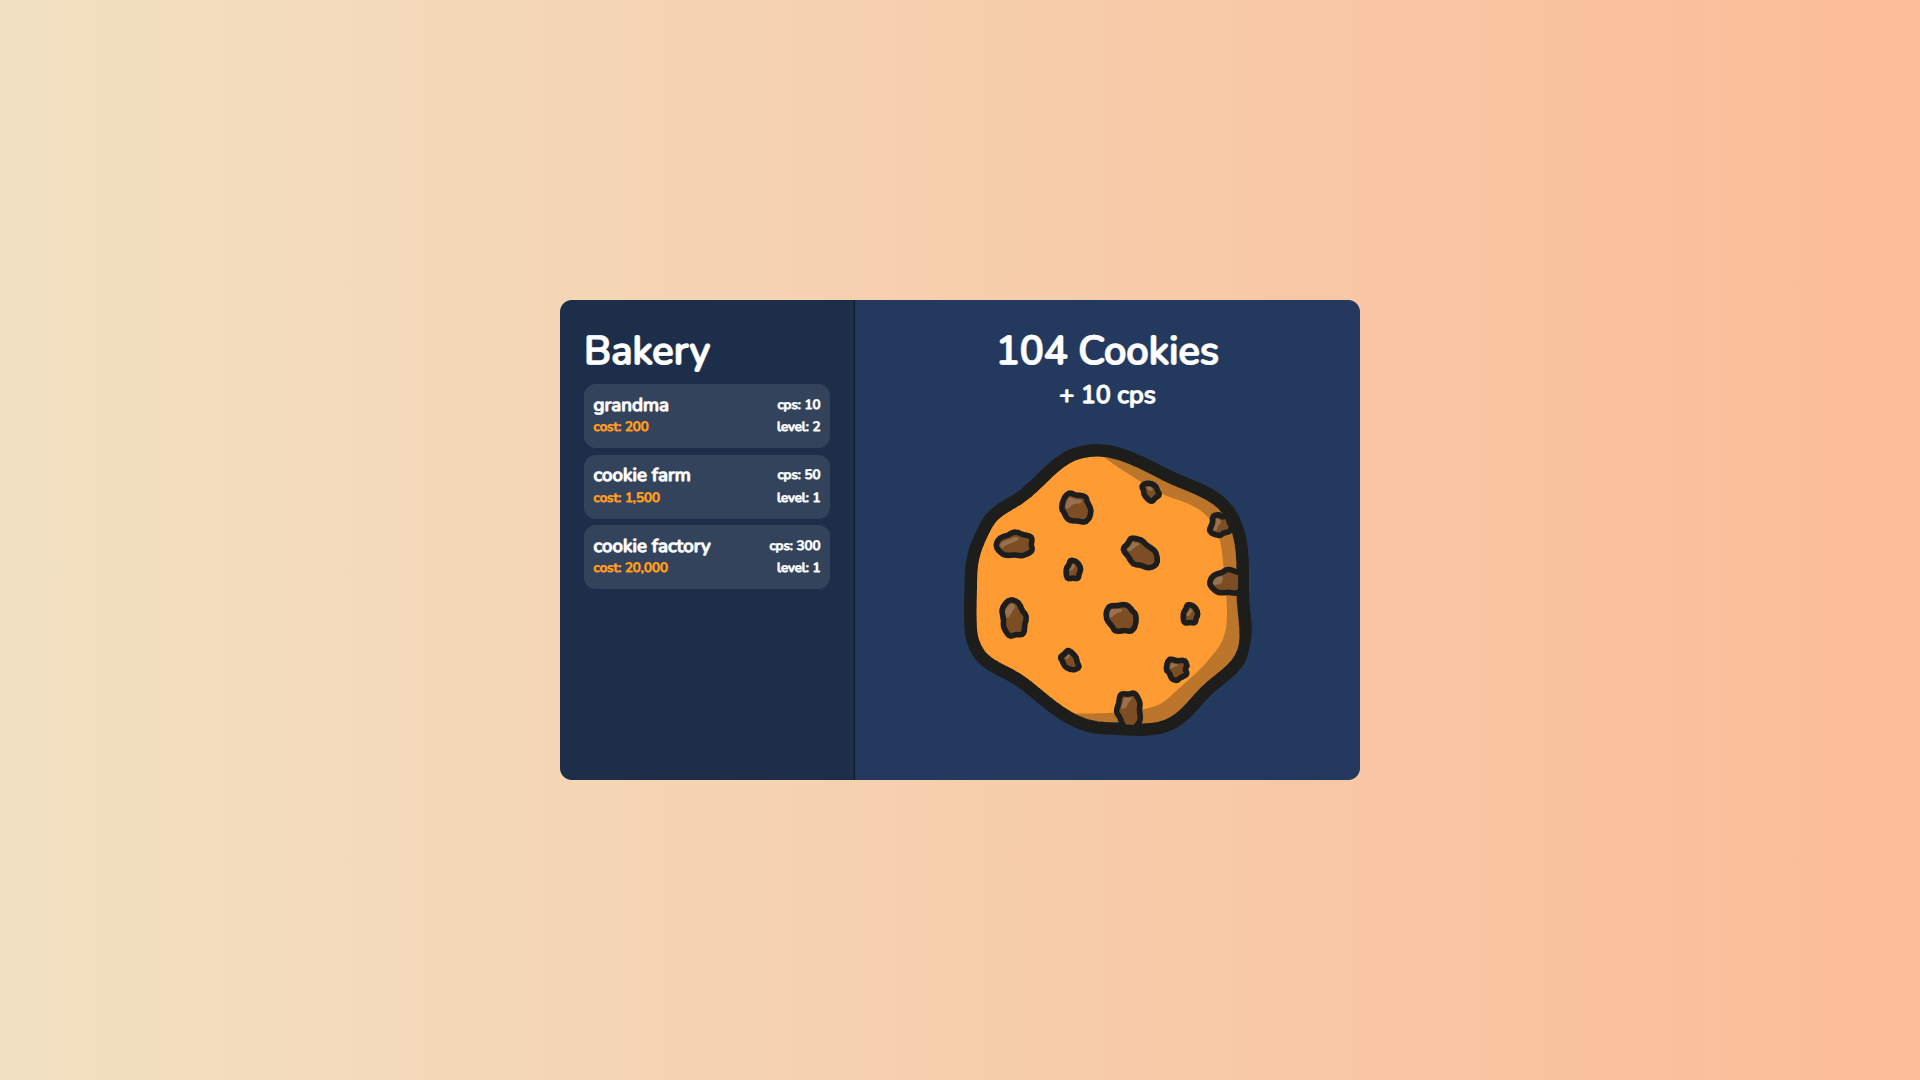 Bakery
grandma cps: 10
cost: 200 level: 2
cookie farm cps: 50
cost: 1,500 level: 1
cookie factory cps: 300
cost: 20,000 level: 1
104 Cookies
+ 10 cps